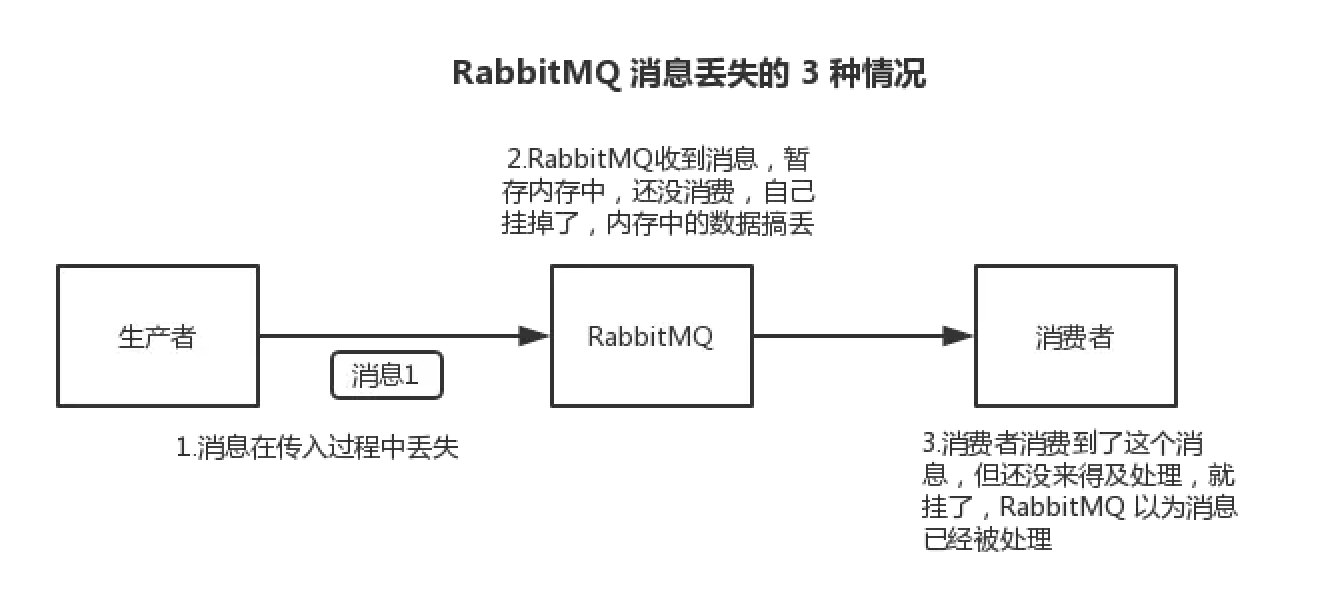 RabbitMQ 消息丢失的 3 种情况
2.RabbitMQ收到消息，暂
存内存中，还没消费，自己
挂掉了，内存中的数据搞丢
生产者
消息1
RabbitMQ
消费者
1.消息在传入过程中丢失
3.消费者消费到了这个消
息，但还没来得及处理，就
挂了，RabbitMQ 以为消息
已经被处理